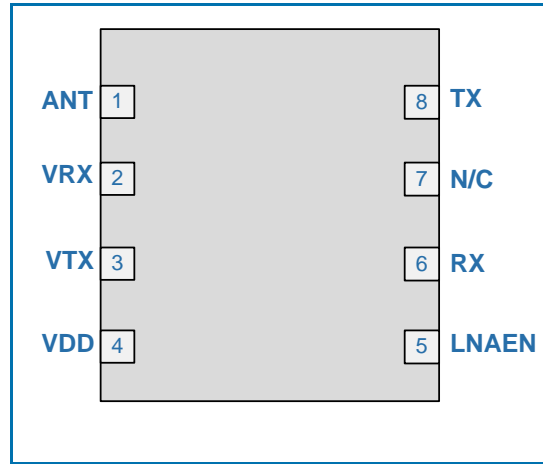 ANT 1 8 TX
VRX 2 7 N/C
VTX 3 6 RX
VDD 4 5 LNAEN